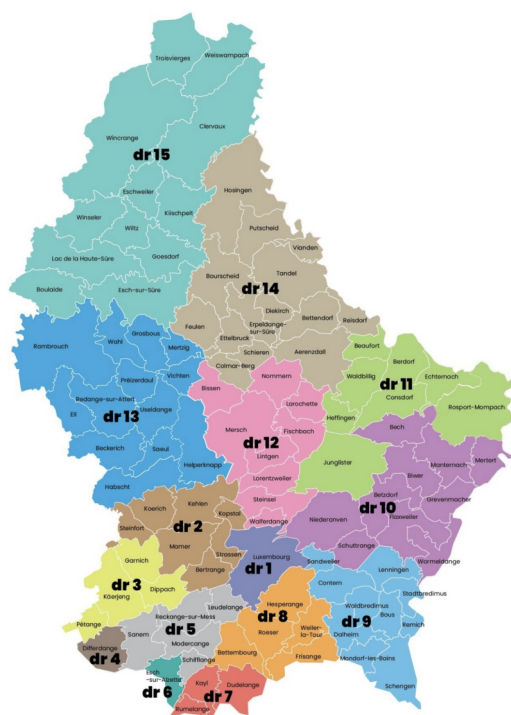 Troisvierges
Weiswampach
Clervaux
Wincrange
dr 15
Eschweiler
Kiischpelt
Winseler
Wiltz
Goesdorf
Lac de la Haute-Sûre
Boulaide
Esch-sur-Sûre
Hosingen
Putscheid
Vianden
Tandel
Bourscheid
dr 14
Diekirch
Bettendorf
Reisdorf
Feulen
Erpeldange-
sur-Sûre
Ettelbruck
Schieren
Aerenzdall
Colmar-Berg
Grosbous
Wahl
Mertzig
Rambrouch
Préizerdaul
Vichten
Redange-sur-Attert
Ell
dr 13
Useldange
Beckerich
Saeul
Helperknapp
Habscht
Nommern
Bissen
Larochette
Mersch
Fischbach
dr 12
Lintgen
Lorentzweiler
Steinsel
Walferdange
Beaufort
Berdorf
Waldbillig
Echternach
dr 11
Consdorf
Rosport-Mompach
Heffingen
Junglister
Bech
Manternach
Mertert
Biwer
Betzdorf
Grevenmacher
dr 10
Flaxweiler
Niederanven
Schuttrange
Wormeldange
Koerich
Kehlen
Kopstal
dr 2
Steinfort
Mamer
Strassen
Bertrange
Luxembourg
dr 1
Sandweiler
Garnich
dr 3
Dippach
Käerjeng
Pétange
Differdange
dr 4
Leudelange
Reckange-sur-Mess
dr 5
Sanem
Modercange
Schifflange
Esch-
sur-Alzette
dr 6
Kayl
Dudelange
dr 7
Rumelange
Hesperange
dr 8
Weiler-
la-Tour
Roeser
Bettembourg
Frisange
Contern
Lenningen
Stadtbredimus
Waldbredimus
Bous
dr 9
Remich
Dalheim
Mondorf-les-Bains
Schengen